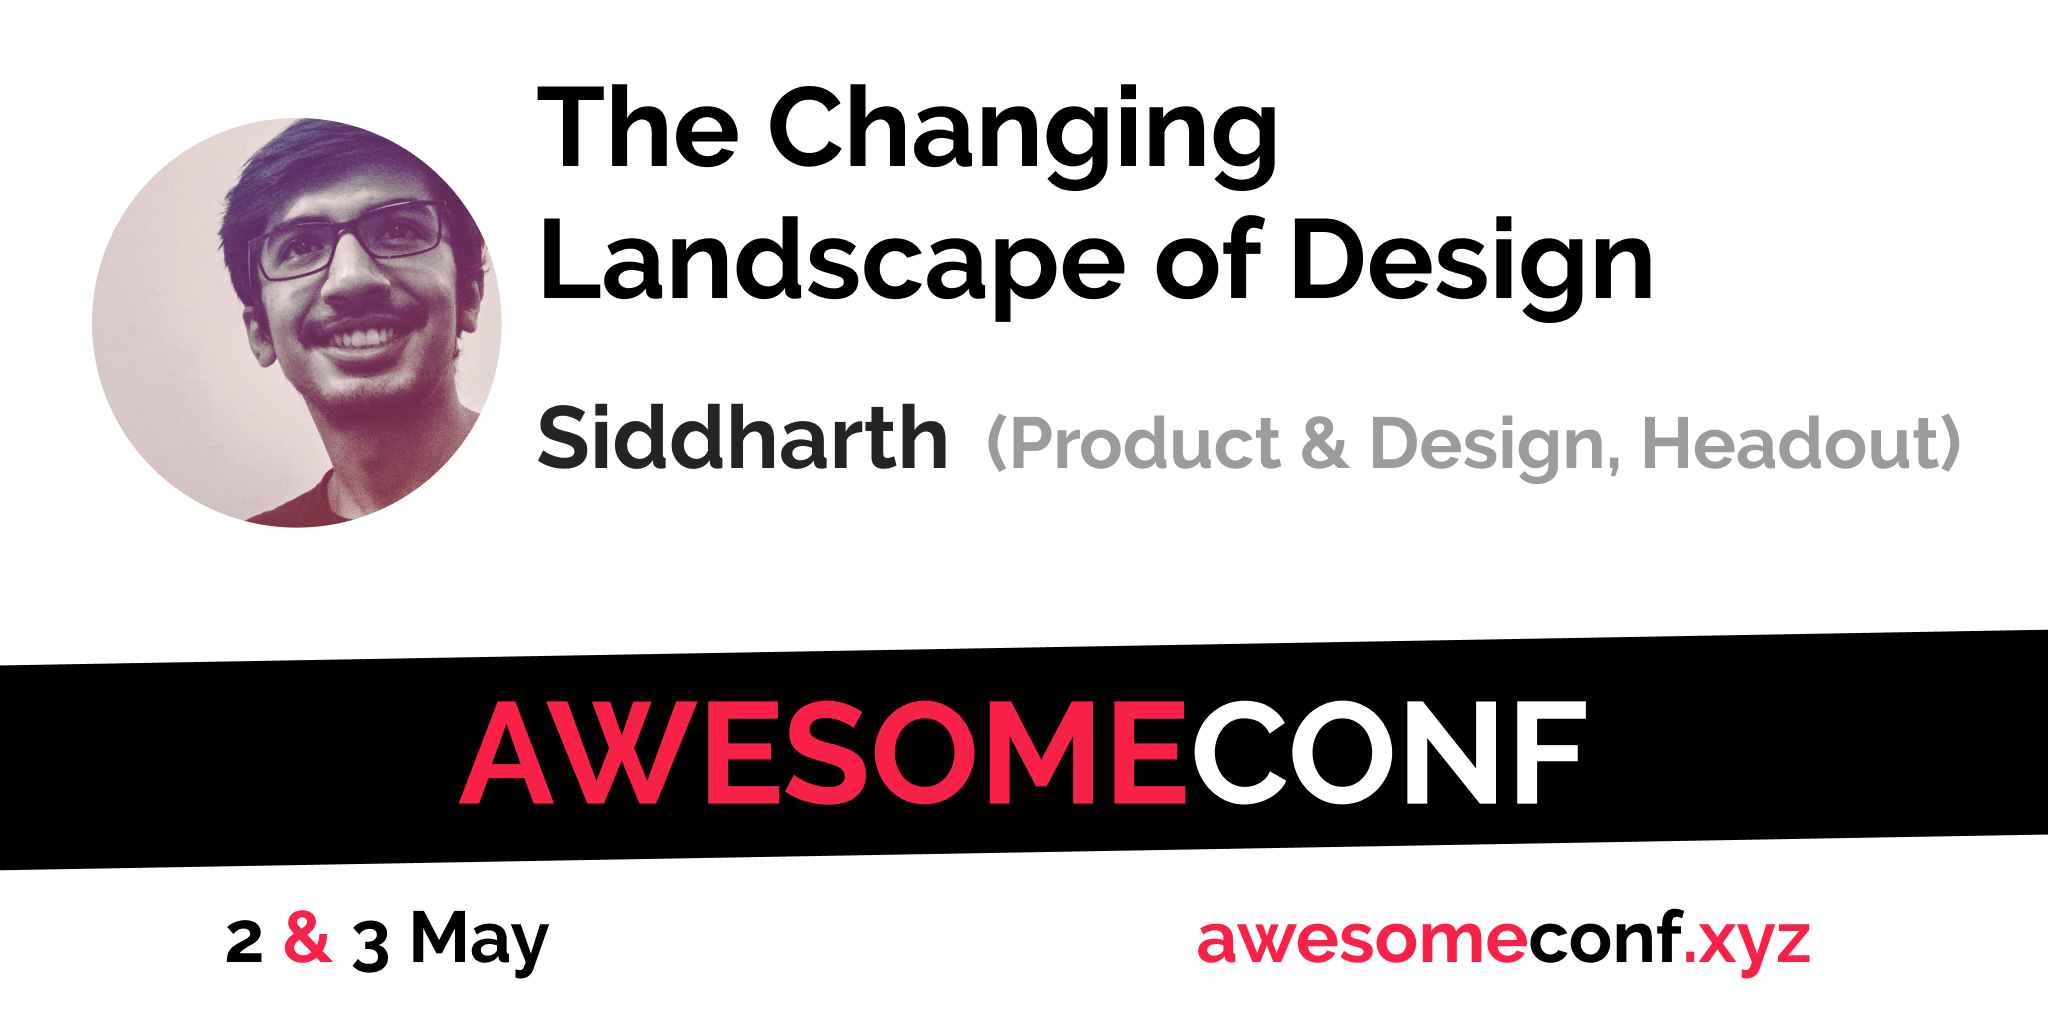 The Changing
Landscape of Design
Siddharth (Product & Design, Headout)
AWESOMECONF
2 & 3 May
awesomeconf.xyz